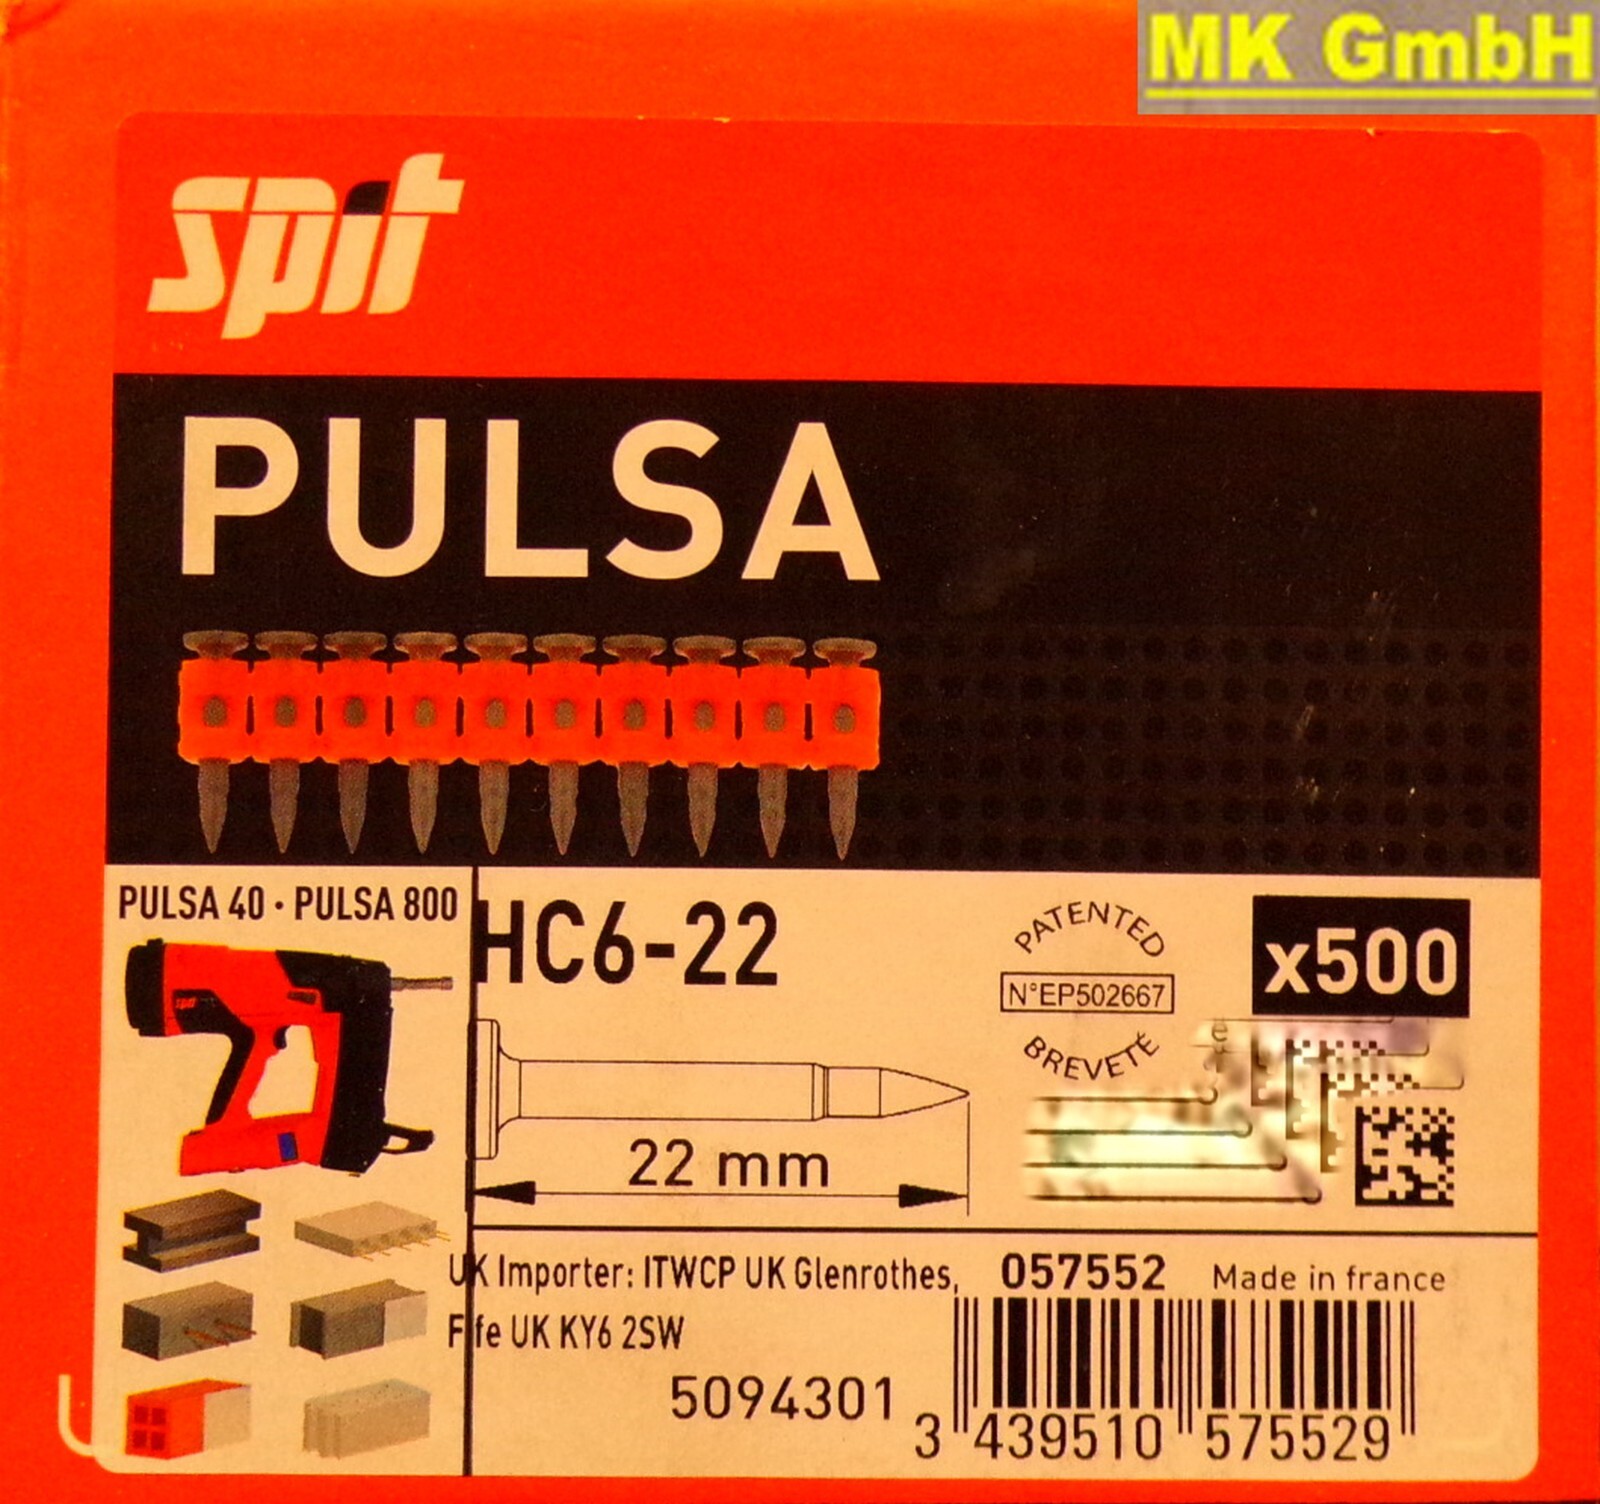 MK GmbH
spit
PULSA
PULSA 40 · PULSA 800
HC6-22
PATENTED
N°EP502667
BREVETÉ
x500
spit
22 mm
UK Importer: ITWCP UK Glenrothes,
Fife UK KY6 2SW
057552
Made in france
5094301
3 439510 575529